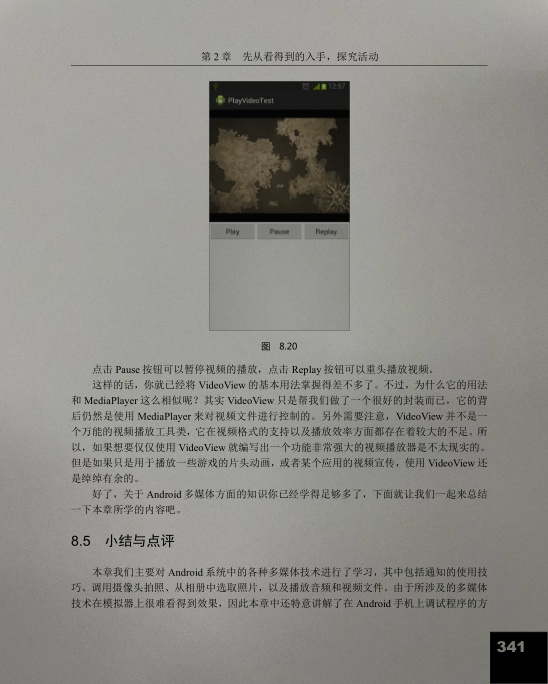 第 2 章 先从看得到的入手，探究活动
12:57
PlayVideoTest
Play Pause Replay
图 8.20
点击 Pause 按钮可以暂停视频的播放，点击 Replay 按钮可以重头播放视频。
这样的话，你就已经将 VideoView 的基本用法掌握得差不多了。不过，为什么它的用法
和 MediaPlayer 这么相似呢？其实 VideoView 只是帮我们做了一个很好的封装而已，它的背
后仍然是使用 MediaPlayer 来对视频文件进行控制的。另外需要注意，VideoView 并不是一
个万能的视频播放工具类，它在视频格式的支持以及播放效率方面都存在着较大的不足。所
以，如果想要仅仅使用 VideoView 就编写出一个功能非常强大的视频播放器是不太现实的。
但是如果只是用于播放一些游戏的片头动画，或者某个应用的视频宣传，使用 VideoView 还
是绰绰有余的。
好了，关于 Android 多媒体方面的知识你已经学得足够多了，下面就让我们一起来总结
一下本章所学的内容吧。
8.5 小结与点评
本章我们主要对 Android 系统中的各种多媒体技术进行了学习，其中包括通知的使用技
巧、调用摄像头拍照、从相册中选取照片，以及播放音频和视频文件。由于所涉及的多媒体
技术在模拟器上很难看得到效果，因此本章中还特意讲解了在 Android 手机上调试程序的方
341